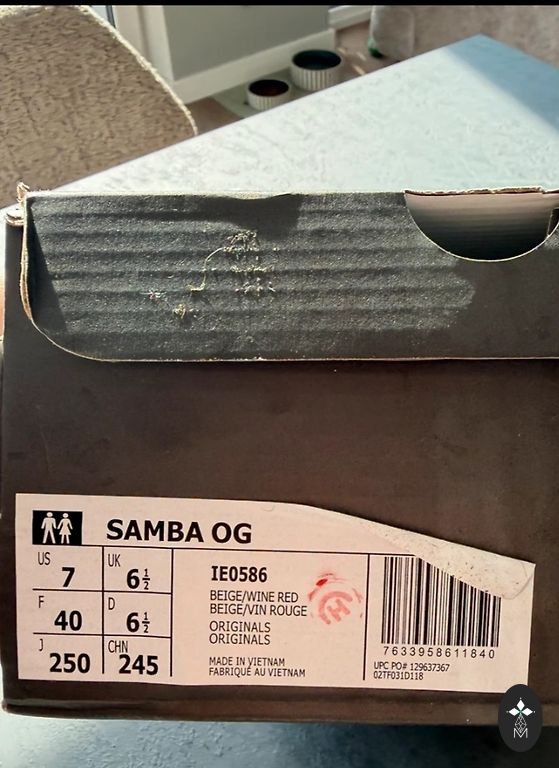 SAMBA OG
US 7
UK 6½
F 40
D 6½
J 250
CHN 245
IE0586
BEIGE/WINE RED
BEIGE/VIN ROUGE
ORIGINALS
ORIGINALS
MADE IN VIETNAM
FABRIQUÉ AU VIETNAM
7633958611840
UPC PO# 129637367
02TF031D118
H
M